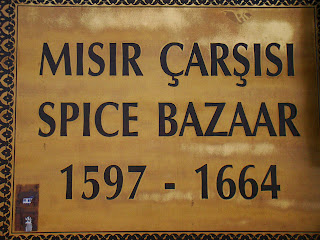 MISIR ÇARŞISI
SPICE BAZAAR
1597 - 1664